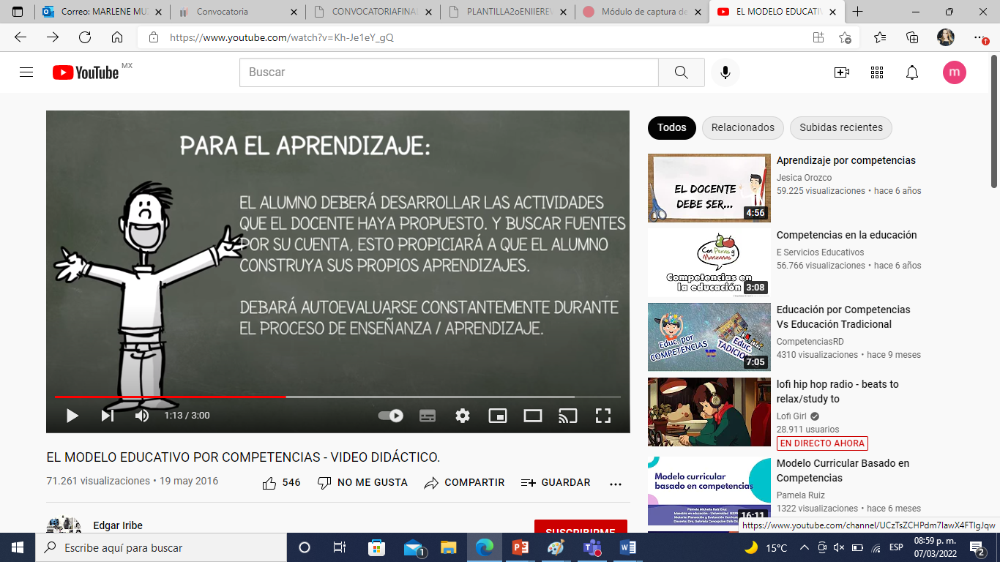 Correo: MARLENE MU
Convocatoria
CONVOCATORIAFINA
PLANTILLA2oENIIERE
Módulo de captura de
EL MODELO EDUCATI
https://www.youtube.com/watch?v=Kh-Je1eY_gQ
YouTube MX
Buscar
m
PARA EL APRENDIZAJE:
EL ALUMNO DEBERÁ DESARROLLAR LAS ACTIVIDADES
QUE EL DOCENTE HAYA PROPUESTO. Y BUSCAR FUENTES
POR SU CUENTA, ESTO PROPICIARÁ A QUE EL ALUMNO
CONSTRUYA SUS PROPIOS APRENDIZAJES.
DEBARÁ AUTOEVALUARSE CONSTANTEMENTE DURANTE
EL PROCESO DE ENSEÑANZA / APRENDIZAJE.
1:13 / 3:00
EL MODELO EDUCATIVO POR COMPETENCIAS - VIDEO DIDÁCTICO.
71.261 visualizaciones • 19 may 2016
546
NO ME GUSTA
COMPARTIR
GUARDAR
Edgar Iribe
SUSCRIBIRME
Todos
Relacionados
Subidas recientes
EL DOCENTE
DEBE SER...
4:56
Aprendizaje por competencias
Jesica Orozco
59.225 visualizaciones • hace 6 años
Con Peras y
Manzanas
Competencias en
la educación
3:08
Competencias en la educación
E Servicios Educativos
56.766 visualizaciones • hace 6 años
Educ. por
COMPETENCIAS
VS
Educ.
TADICION
7:05
Educación por Competencias
Vs Educación Tradicional
CompetenciasRD
4310 visualizaciones • hace 9 meses
lofi hip hop radio - beats to
relax/study to
Lofi Girl
28.911 usuarios
EN DIRECTO AHORA
Modelo curricular
basado en competencias
16:11
Modelo Curricular Basado en
Competencias
Pamela Ruiz
1322 visualizaciones • hace 6 meses
Escribe aquí para buscar
1
15°C
ESP
08:59 p. m.
07/03/2022
2